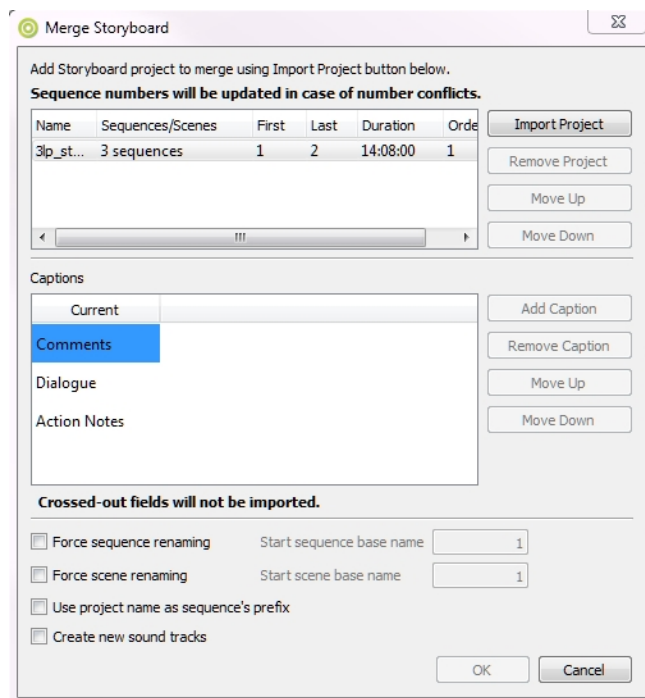 Merge Storyboard
Add Storyboard project to merge using Import Project button below.
Sequence numbers will be updated in case of number conflicts.
Name Sequences/Scenes First Last Duration Orde
3lp_st... 3 sequences 1 2 14:08:00 1
Import Project
Remove Project
Move Up
Move Down
Captions
Current
Comments
Dialogue
Action Notes
Add Caption
Remove Caption
Move Up
Move Down
Crossed-out fields will not be imported.
Force sequence renaming Start sequence base name 1
Force scene renaming Start scene base name 1
Use project name as sequence's prefix
Create new sound tracks
OK Cancel